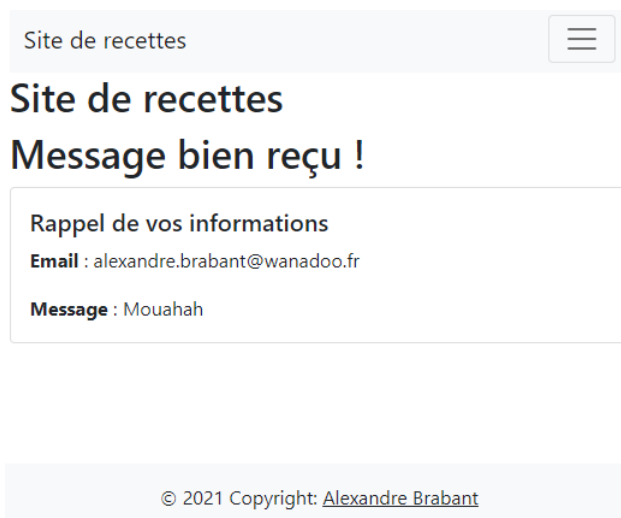 Site de recettes
Site de recettes
Message bien reçu !
Rappel de vos informations
Email : alexandre.brabant@wanadoo.fr
Message : Mouahah
© 2021 Copyright: Alexandre Brabant